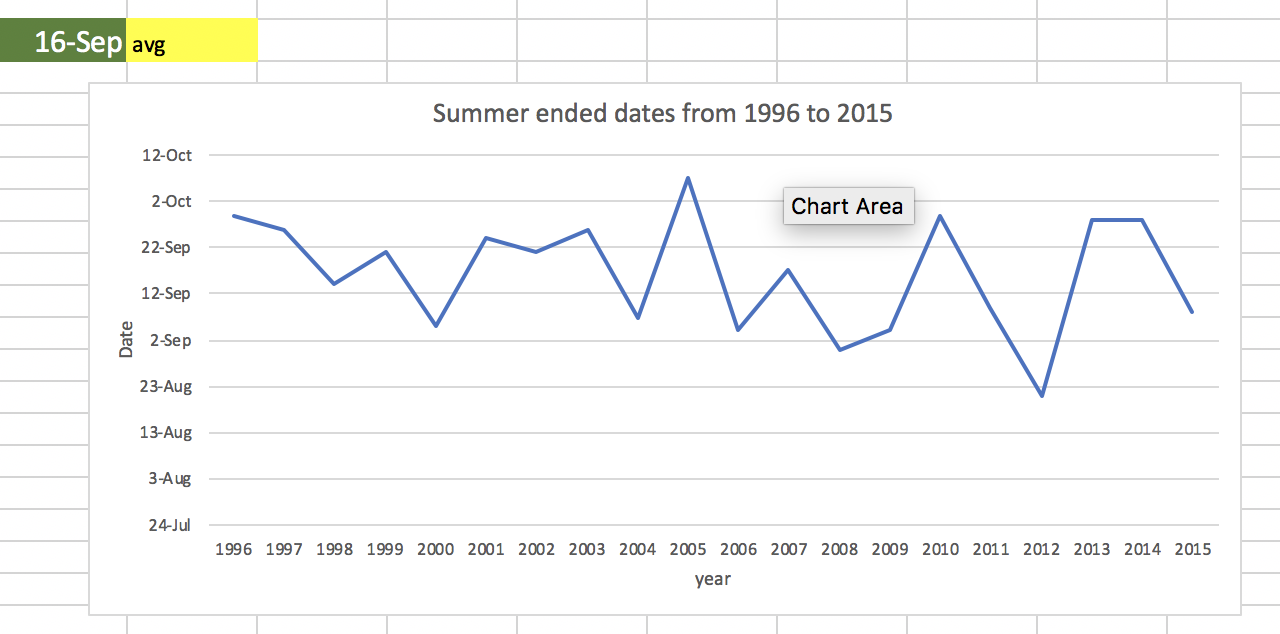 16-Sep avg
Summer ended dates from 1996 to 2015
12-Oct
2-Oct
Chart Area
22-Sep
12-Sep
Date
2-Sep
23-Aug
13-Aug
3-Aug
24-Jul
1996 1997 1998 1999 2000 2001 2002 2003 2004 2005 2006 2007 2008 2009 2010 2011 2012 2013 2014 2015
year